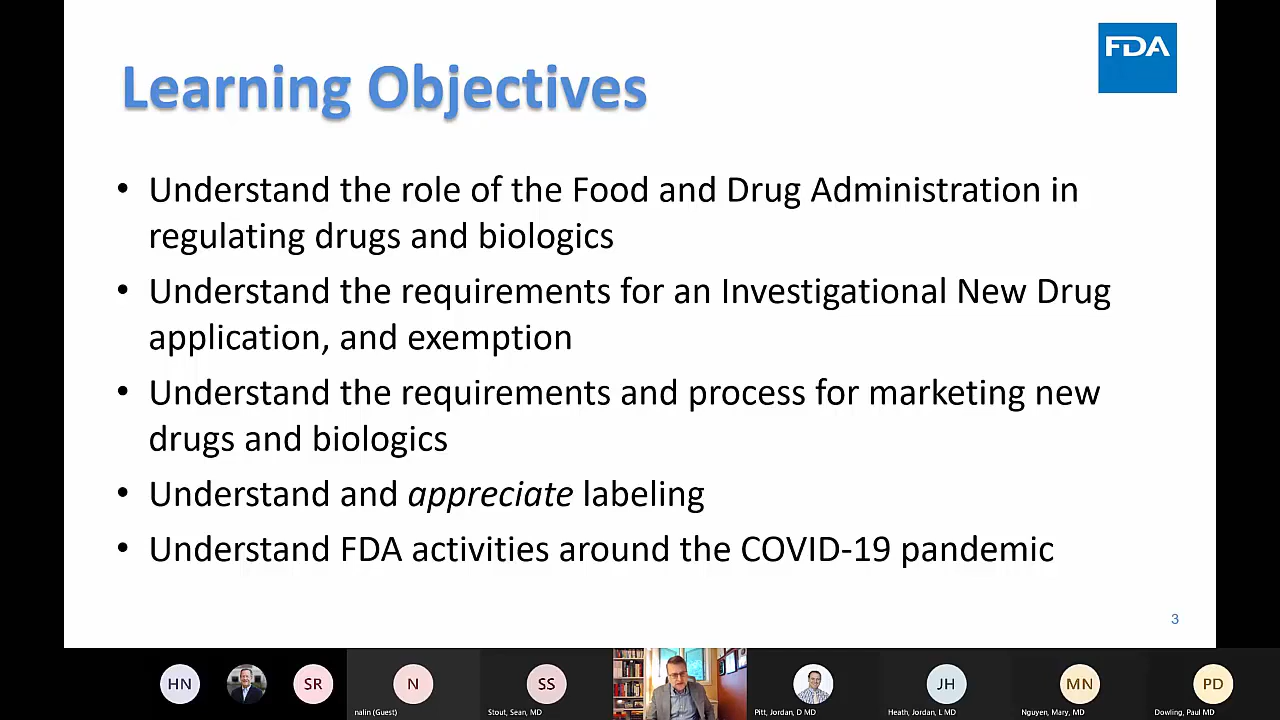 FDA
Learning Objectives
• Understand the role of the Food and Drug Administration in
regulating drugs and biologics
• Understand the requirements for an Investigational New Drug
application, and exemption
• Understand the requirements and process for marketing new
drugs and biologics
• Understand and appreciate labeling
• Understand FDA activities around the COVID-19 pandemic
3
HN
SR
N
SS
JH
MN
PD
nalin (Guest)
Stout, Sean, MD
Pitt, Jordan, D MD
Heath, Jordan, L MD
Nguyen, Mary, MD
Dowling, Paul MD